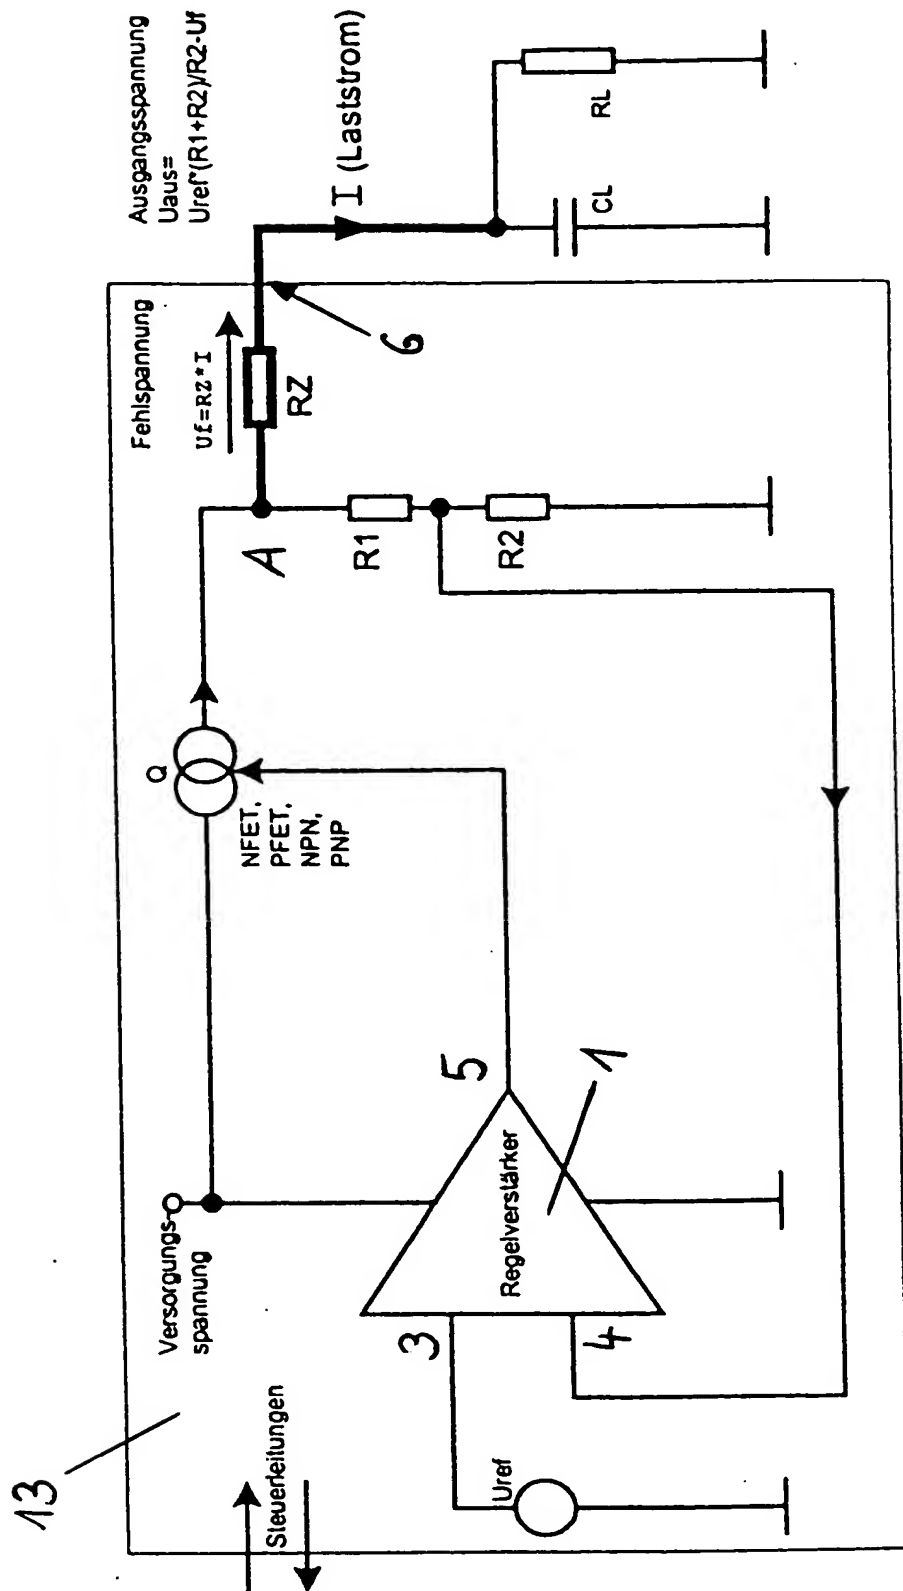 13
Steuerleitungen
Versorgungs-
spannung
Uref
3
4
Regelverstärker
1
5
Q
NFET,
PFET,
NPN,
PNP
A
R1
R2
Fehlspannung
Uf=RZ*I
RZ
6
Ausgangsspannung
Uaus=
Uref*(R1+R2)/R2-Uf
I (Laststrom)
CL
RL